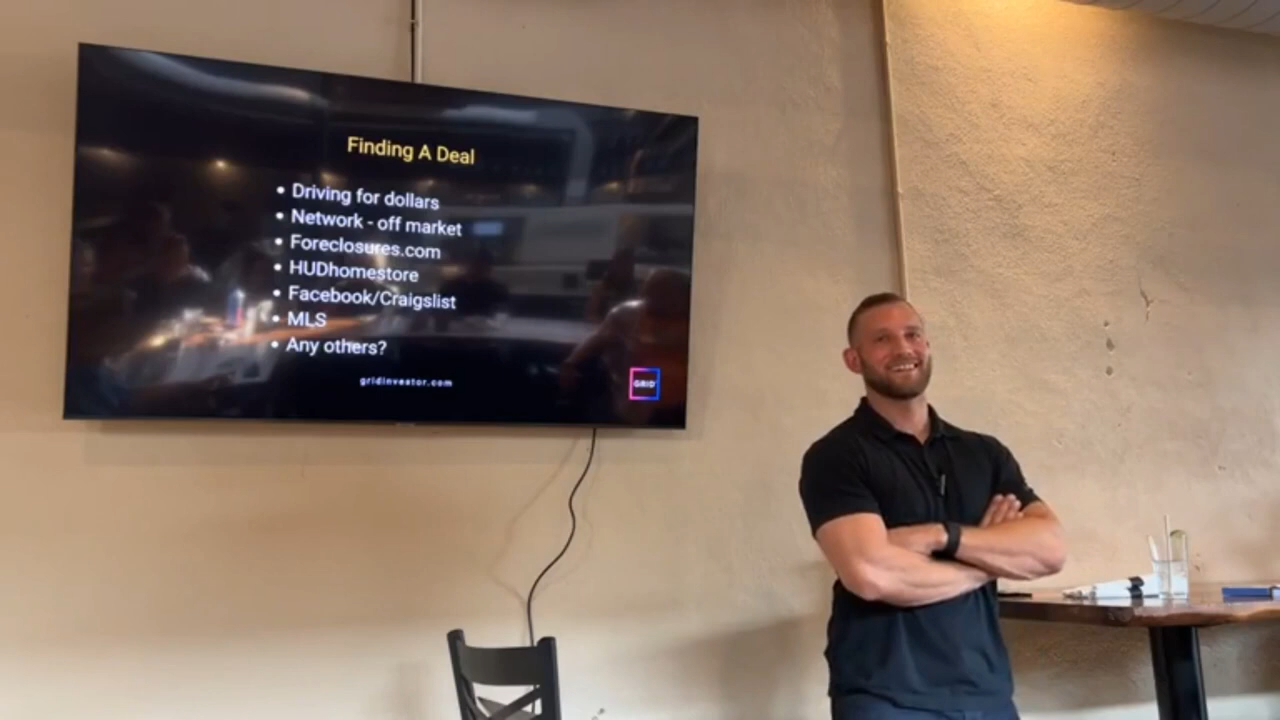 Finding A Deal
• Driving for dollars
• Network - off market
• Foreclosures.com
• HUDhomestore
• Facebook/Craigslist
• MLS
• Any others?
gridinvestor.com
GRID